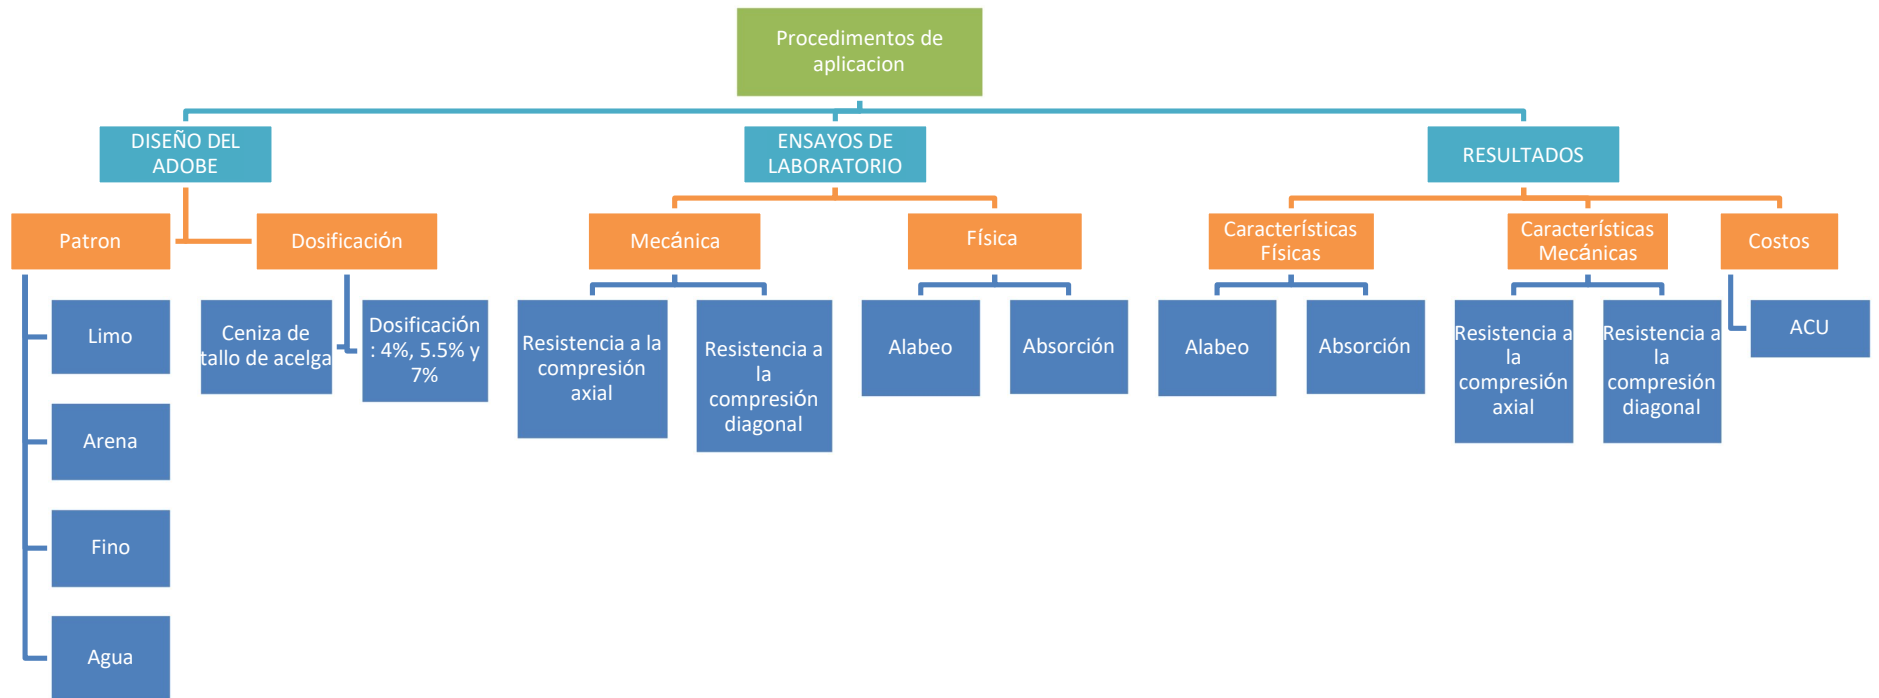 Procedimentos de
aplicacion
DISEÑO DEL
ADOBE
ENSAYOS DE
LABORATORIO
RESULTADOS
Patron
Dosificación
Mecánica
Física
Características
Físicas
Características
Mecánicas
Costos
Limo
Arena
Fino
Agua
Ceniza de
tallo de acelga
Dosificación
: 4%, 5.5% y
7%
Resistencia a la
compresión
axial
Resistencia a
la
compresión
diagonal
Alabeo
Absorción
Alabeo
Absorción
Resistencia a
la
compresión
axial
Resistencia a
la
compresión
diagonal
ACU